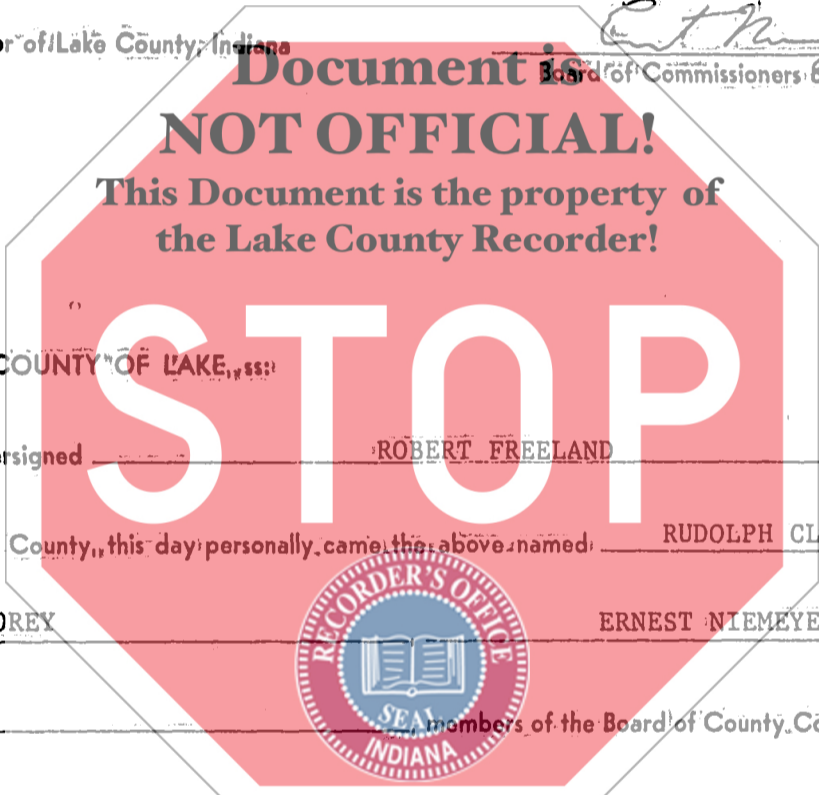 r of Lake County, Indiana
Document is
Board of Commissioners
NOT OFFICIAL!
This Document is the property of
the Lake County Recorder!
STOP
COUNTY OF LAKE, ss:
rsigned ROBERT FREELAND
County, this day personally came the above named RUDOLPH CL
OREY ERNEST NIEMEYE
RECORDER'S OFFICE
SEAL
INDIANA
members of the Board of County Co